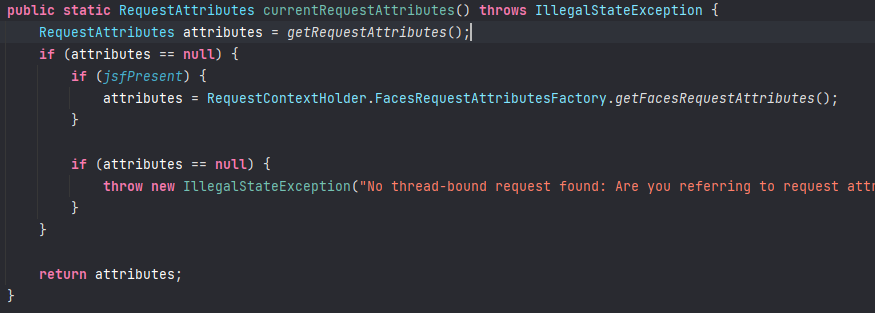 public static RequestAttributes currentRequestAttributes() throws IllegalStateException {
    RequestAttributes attributes = getRequestAttributes();
    if (attributes == null) {
        if (jsfPresent) {
            attributes = RequestContextHolder.FacesRequestAttributesFactory.getFacesRequestAttributes();
        }

        if (attributes == null) {
            throw new IllegalStateException("No thread-bound request found: Are you referring to request attr
        }
    }

    return attributes;
}